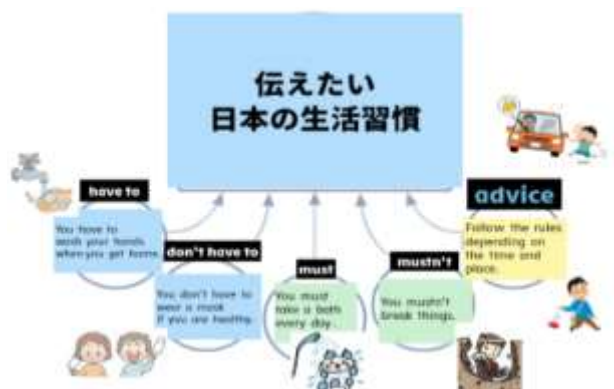 伝えたい
日本の生活習慣
have to
You have to
wash your hands
when you get home.
don't have to
You don't have to
wear a mask
if you are healthy.
must
You must
take a bath
every day.
mustn't
You mustn't
break things.
advice
Follow the rules
depending on
the time and
place.